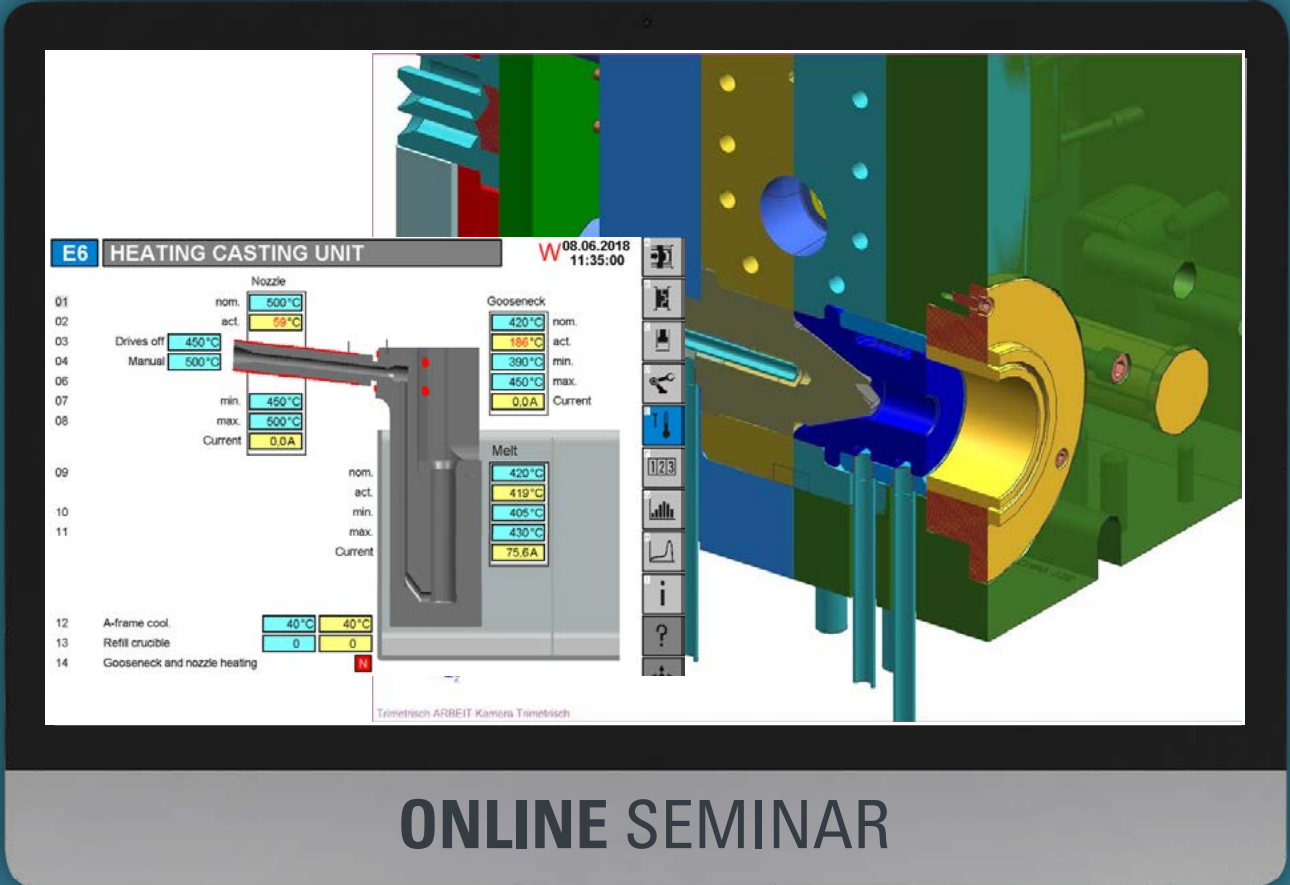 E6 HEATING CASTING UNIT W 08.06.2018
11:35:00
Nozzle
01 nom. 500°C
02 act. 59°C
03 Drives off 450°C
04 Manual 500°C
06
07 min. 450°C
08 max. 500°C
Current 0,0A
Gooseneck
420°C nom.
186°C act.
390°C min.
450°C max.
0,0A Current
Melt
09 nom. 420°C
act. 419°C
10 min. 405°C
11 max. 430°C
Current 75.6A
12 A-frame cool. 40°C 40°C
13 Refill crucible 0 0
14 Gooseneck and nozzle heating N
123
i
?
Z
Trimetrisch ARBEIT Kamera Trimetrisch
ONLINE SEMINAR